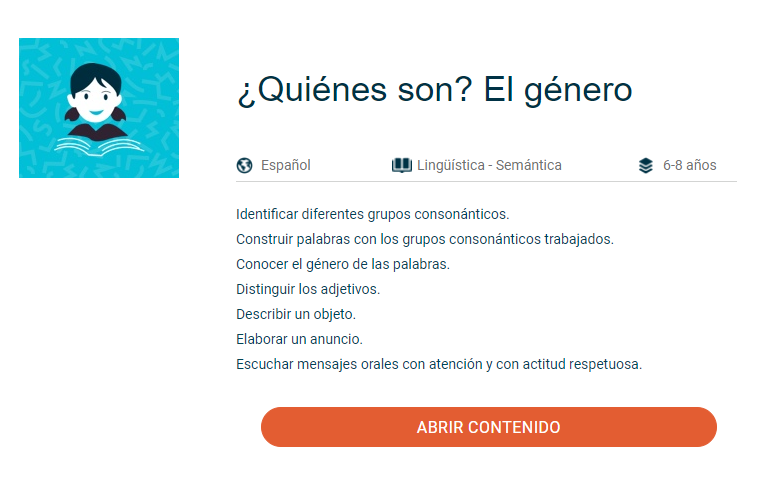 ¿Quiénes son? El género
Español
Lingüística - Semántica
6-8 años
Identificar diferentes grupos consonánticos.
Construir palabras con los grupos consonánticos trabajados.
Conocer el género de las palabras.
Distinguir los adjetivos.
Describir un objeto.
Elaborar un anuncio.
Escuchar mensajes orales con atención y con actitud respetuosa.
ABRIR CONTENIDO